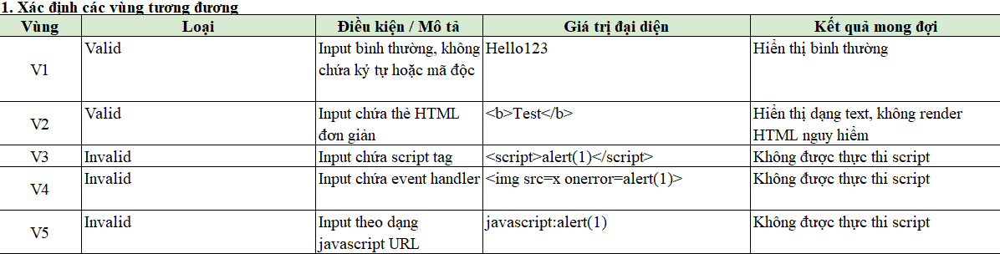 1. Xác định các vùng tương đương
Vùng Loại Điều kiện / Mô tả Giá trị đại diện Kết quả mong đợi
V1 Valid Input bình thường, không chứa ký tự hoặc mã độc Hello123 Hiển thị bình thường
V2 Valid Input chứa thẻ HTML đơn giản <b>Test</b> Hiển thị dạng text, không render HTML nguy hiểm
V3 Invalid Input chứa script tag <script>alert(1)</script> Không được thực thi script
V4 Invalid Input chứa event handler <img src=x onerror=alert(1)> Không được thực thi script
V5 Invalid Input theo dạng javascript URL javascript:alert(1) Không được thực thi script